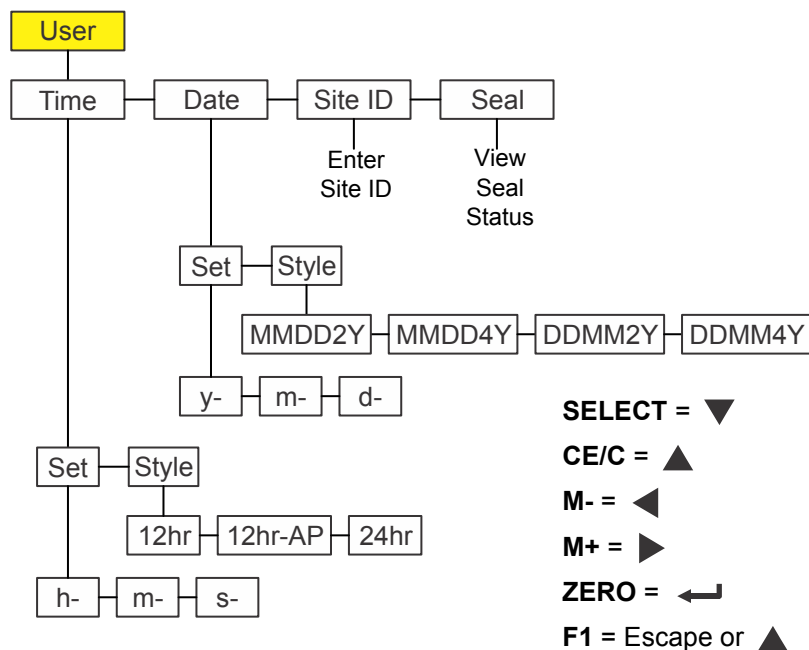 User
Time Date Site ID Seal
Enter
Site ID
View
Seal
Status
Set Style
MMDD2Y MMDD4Y DDMM2Y DDMM4Y
y- m- d-
Set Style
12hr 12hr-AP 24hr
h- m- s-
SELECT =
CE/C =
M- =
M+ =
ZERO =
F1 = Escape or